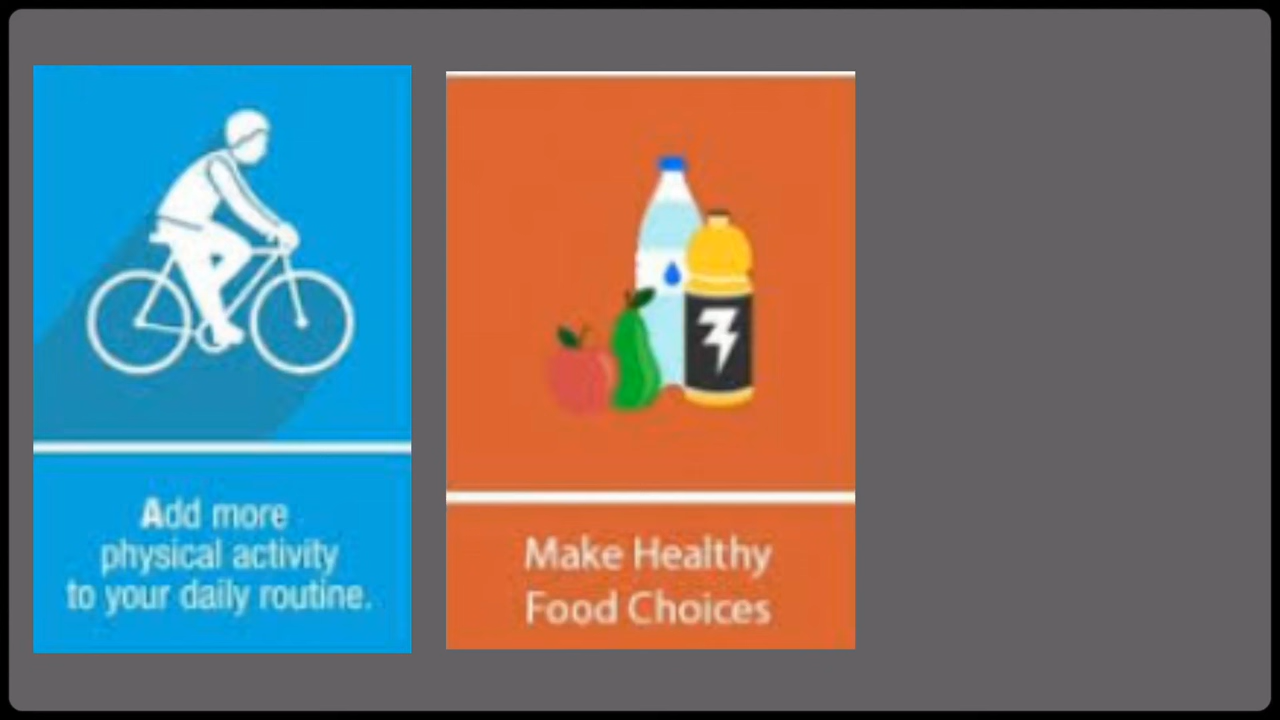 Add more
physical activity
to your daily routine.
Make Healthy
Food Choices